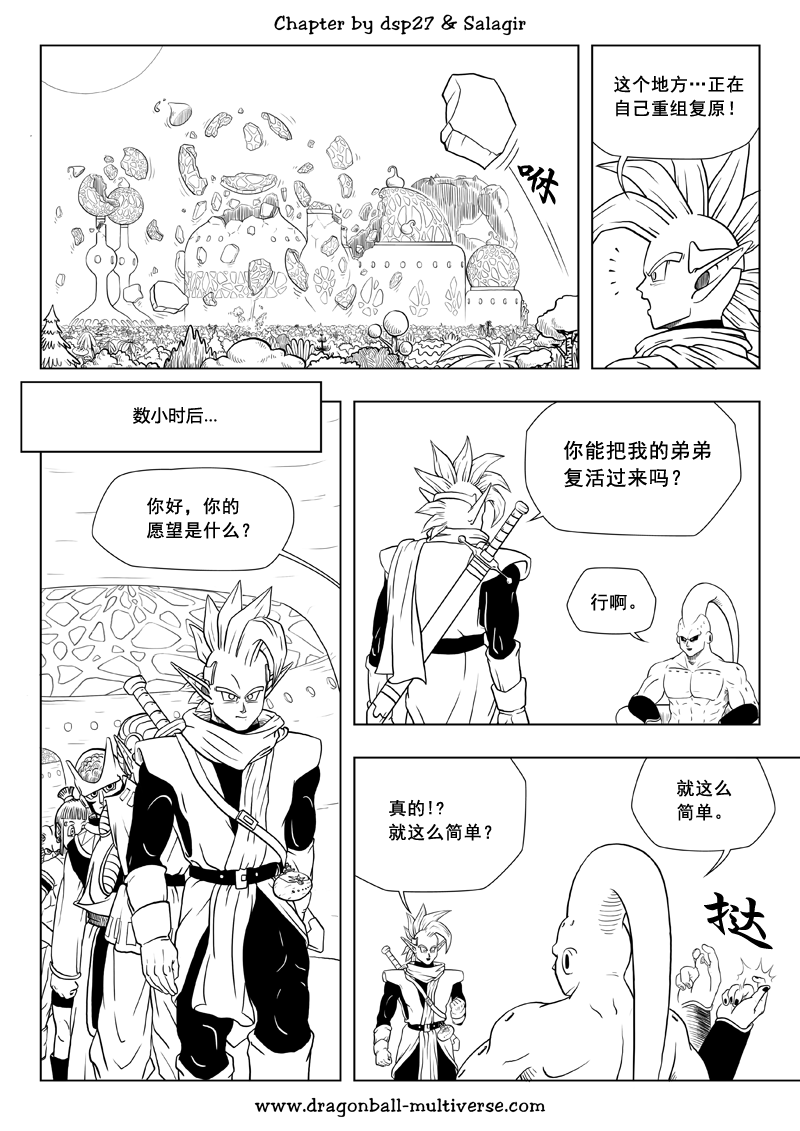 Chapter by dsp27 & Salagir
这个地方…正在
自己重组复原！
咻
数小时后...
你好，你的
愿望是什么？
你能把我的弟弟
复活过来吗？
行啊。
真的!?
就这么简单？
就这么
简单。
挞
www.dragonball-multiverse.com